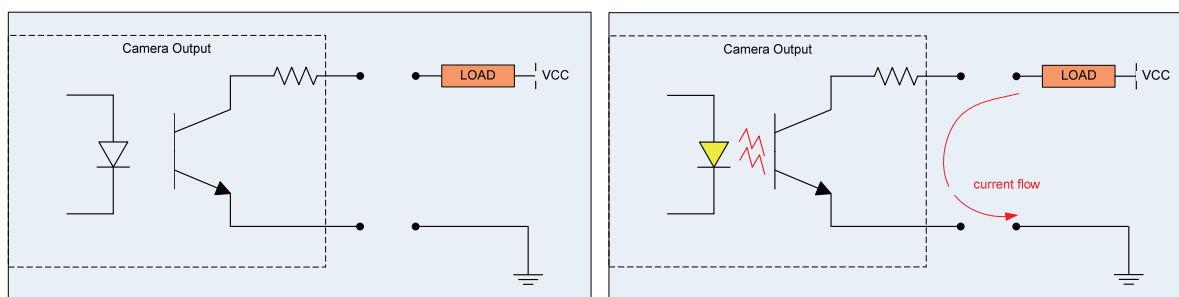 Camera Output
LOAD
VCC
Camera Output
LOAD
VCC
current flow